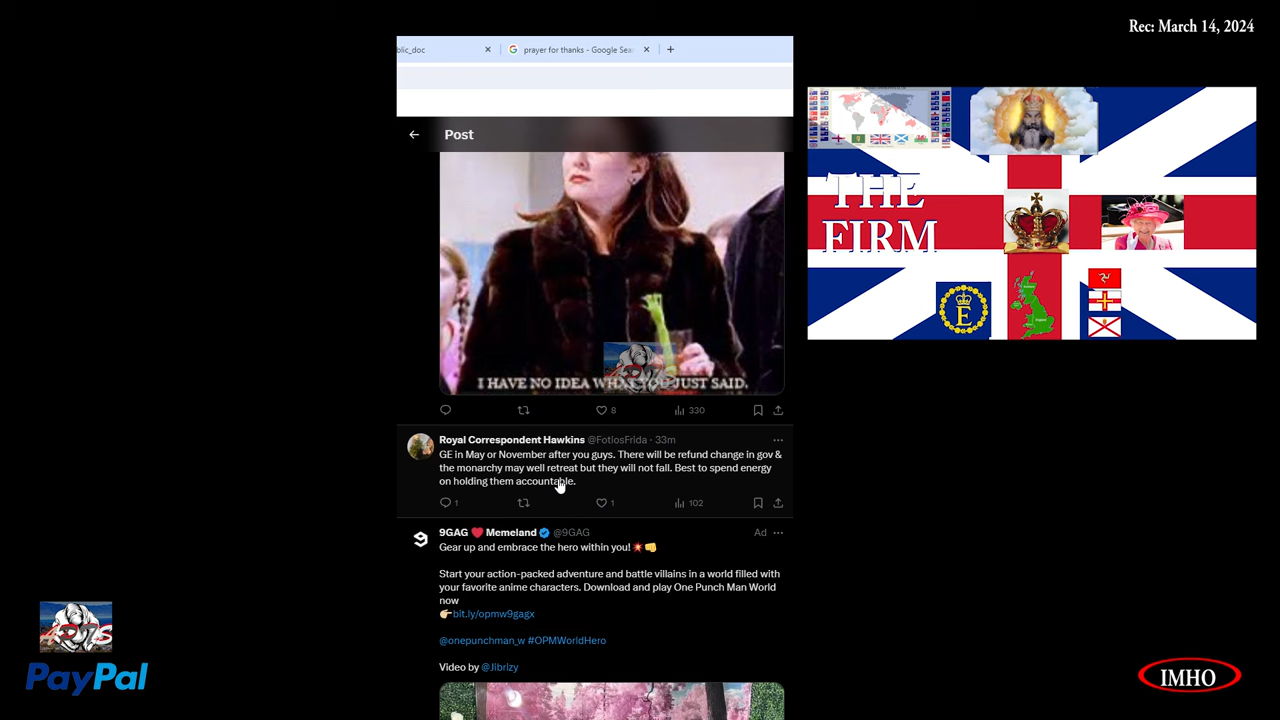 Rec: March 14, 2024
blic_doc
prayer for thanks - Google Sea
Post
I HAVE NO IDEA WHAT YOU JUST SAID.
8
330
Royal Correspondent Hawkins @FotiosFrida · 33m
GE in May or November after you guys. There will be refund change in gov &
the monarchy may well retreat but they will not fall. Best to spend energy
on holding them accountable.
1
1
102
9GAG ❤️ Memeland @9GAG
Ad
Gear up and embrace the hero within you!💥👊
Start your action-packed adventure and battle villains in a world filled with
your favorite anime characters. Download and play One Punch Man World
now
👉bit.ly/opmw9gagx
@onepunchman_w #OPMWorldHero
Video by @Jibrizy
THE
FIRM
E
PayPal
IMHO